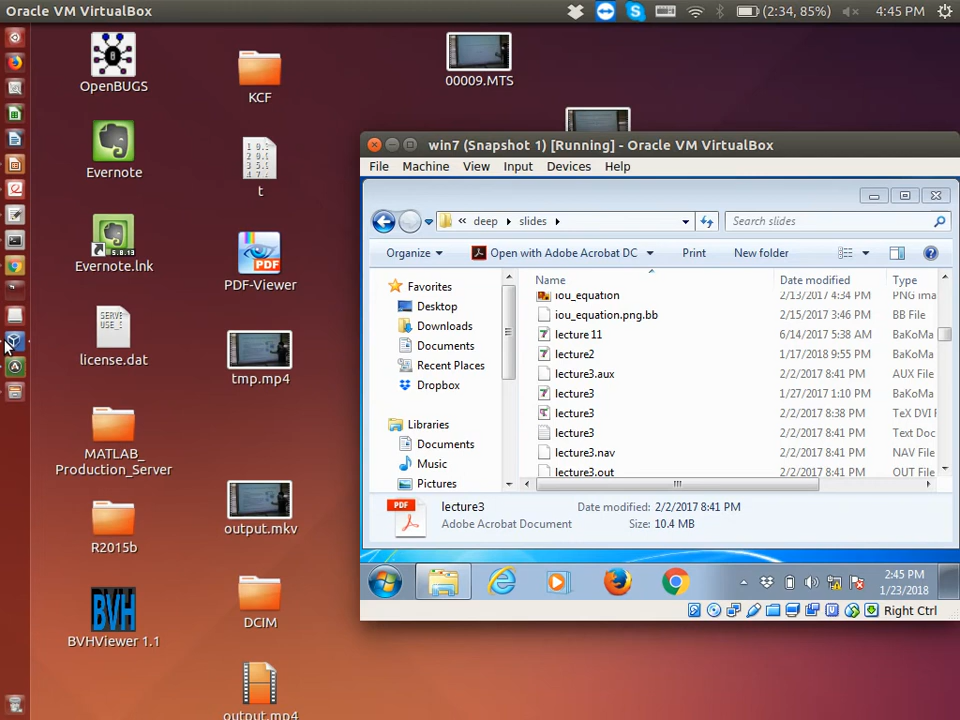 Oracle VM VirtualBox
(2:34, 85%)
4:45 PM
OpenBUGS
KCF
00009.MTS
Evernote
t
Evernote.lnk
5.8.13
PDF
PDF-Viewer
license.dat
tmp.mp4
MATLAB_
Production_Server
output.mkv
R2015b
DCIM
BVH
BVHViewer 1.1
output.mp4
win7 (Snapshot 1) [Running] - Oracle VM VirtualBox
File Machine View Input Devices Help
« deep slides
Search slides
Organize Open with Adobe Acrobat DC Print New folder
Name Date modified Type
Favorites
Desktop
Downloads
Documents
Recent Places
Dropbox
Libraries
Documents
Music
Pictures
iou_equation 2/13/2017 4:34 PM PNG ima
iou_equation.png.bb 2/15/2017 3:46 PM BB File
lecture 11 6/14/2017 5:38 AM BaKoMa
lecture2 1/17/2018 9:55 PM BaKoMa
lecture3.aux 2/2/2017 8:41 PM AUX File
lecture3 1/27/2017 1:10 PM BaKoMa
lecture3 2/2/2017 8:38 PM TeX DVI F
lecture3 2/2/2017 8:41 PM Text Doc
lecture3.nav 2/2/2017 8:41 PM NAV File
lecture3.out 2/2/2017 8:41 PM OUT File
PDF
lecture3 Date modified: 2/2/2017 8:41 PM
Adobe Acrobat Document Size: 10.4 MB
2:45 PM
1/23/2018
Right Ctrl